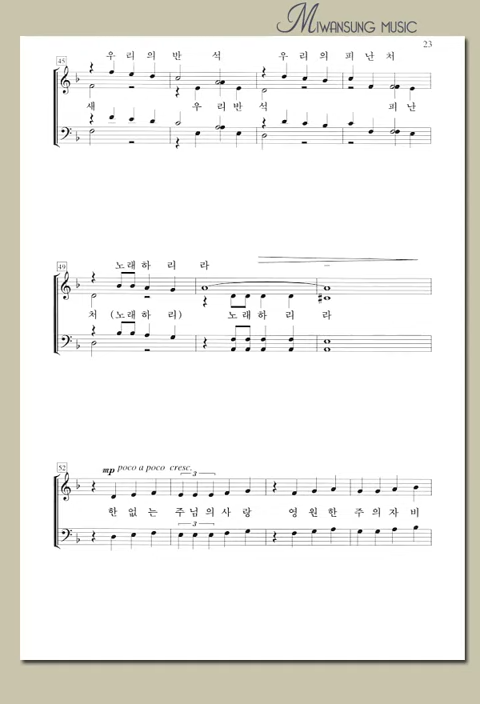 MIWANSUNG MUSIC
23
45
우리의반 석 우리의피난처
새 우리반석 피난
49
노래하 리 라
처 (노래하 리) 노래하 리 라
52
mp poco a poco cresc.
3
한없는 주님의사랑 영원한 주의자비
3